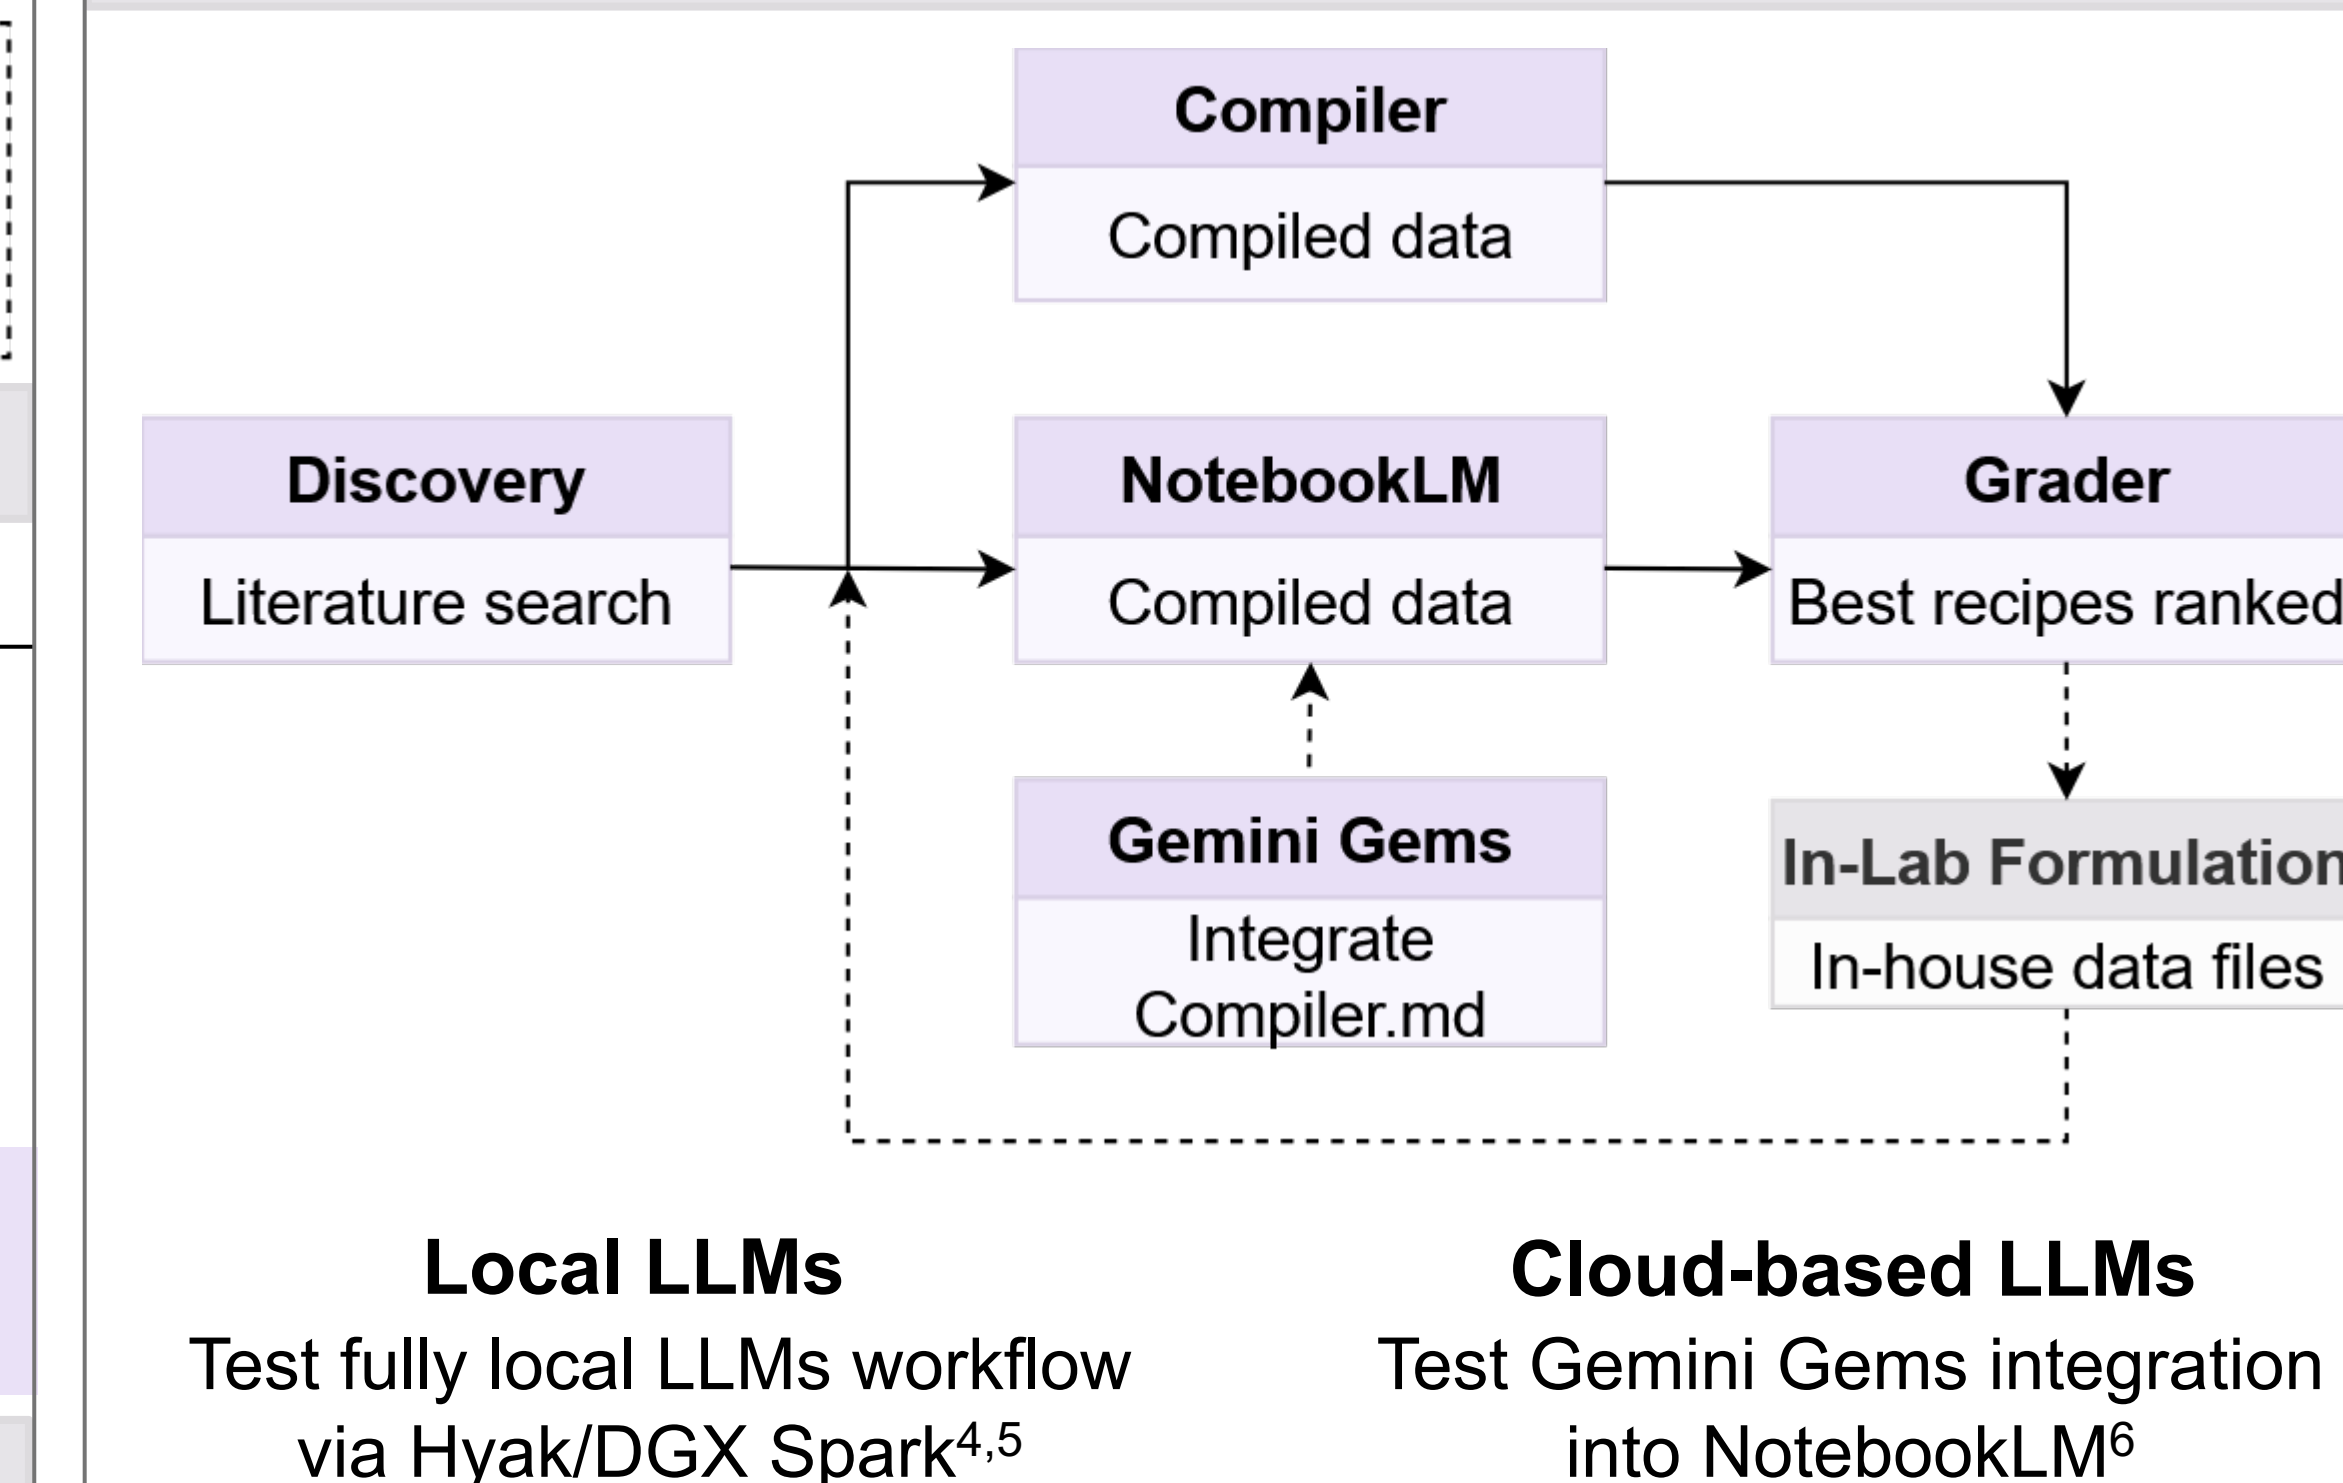 Compiler
Compiled data
Discovery
Literature search
NotebookLM
Compiled data
Grader
Best recipes ranked
Gemini Gems
Integrate
Compiler.md
In-Lab Formulation
In-house data files
Local LLMs
Test fully local LLMs workflow
via Hyak/DGX Spark⁴,⁵
Cloud-based LLMs
Test Gemini Gems integration
into NotebookLM⁶